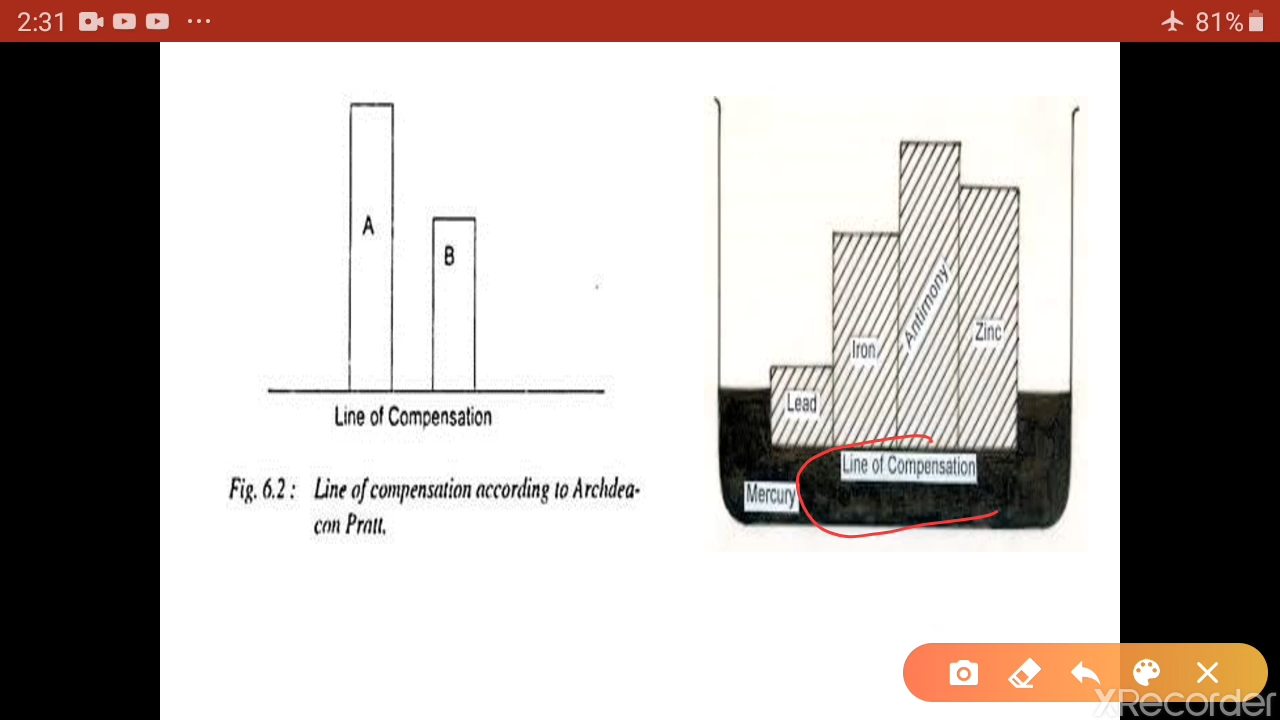 2:31
81%
A
B
Line of Compensation
Fig. 6.2 : Line of compensation according to Archdea-
con Pratt.
Antimony
Zinc
Iron
Lead
Line of Compensation
Mercury
XRecorder